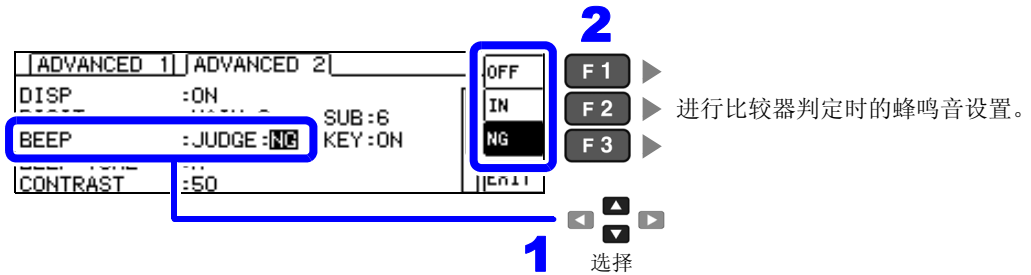 2
ADVANCED 1 ADVANCED 2
DISP :ON
SUB:6
BEEP :JUDGE:NG KEY:ON
CONTRAST :50
OFF
IN
NG
EXIT
F1
F2
F3
进行比较器判定时的蜂鸣音设置。
1
选择